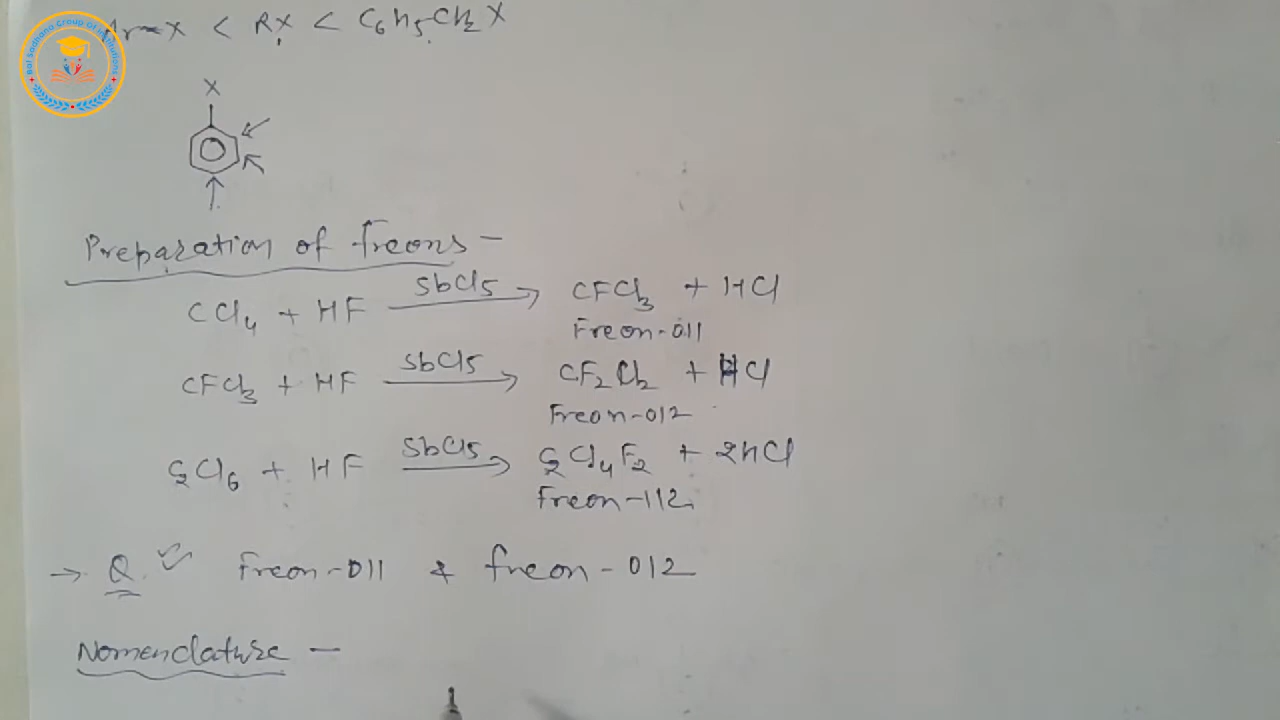 Ar-X < RX < C6H5CH2X
X
Preparation of freons -
CCl4 + HF SbCl5 CFCl3 + HCl
Freon-011
CFCl3 + HF SbCl5 CF2Cl2 + HCl
Freon-012
C2Cl6 + HF SbCl5 C2Cl4F2 + 2HCl
Freon-112
→ Q. Freon-011 & freon-012
Nomenclature -